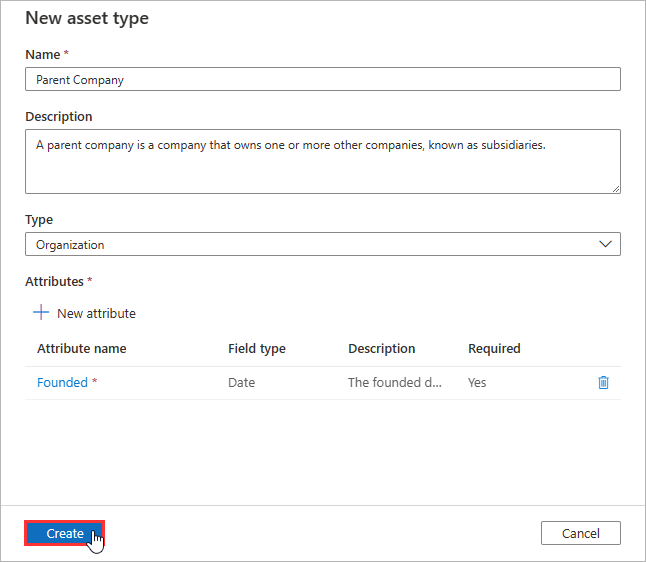 New asset type
Name *
Parent Company
Description
A parent company is a company that owns one or more other companies, known as subsidiaries.
Type
Organization
Attributes *
New attribute
Attribute name Field type Description Required
Founded * Date The founded d... Yes
Create Cancel